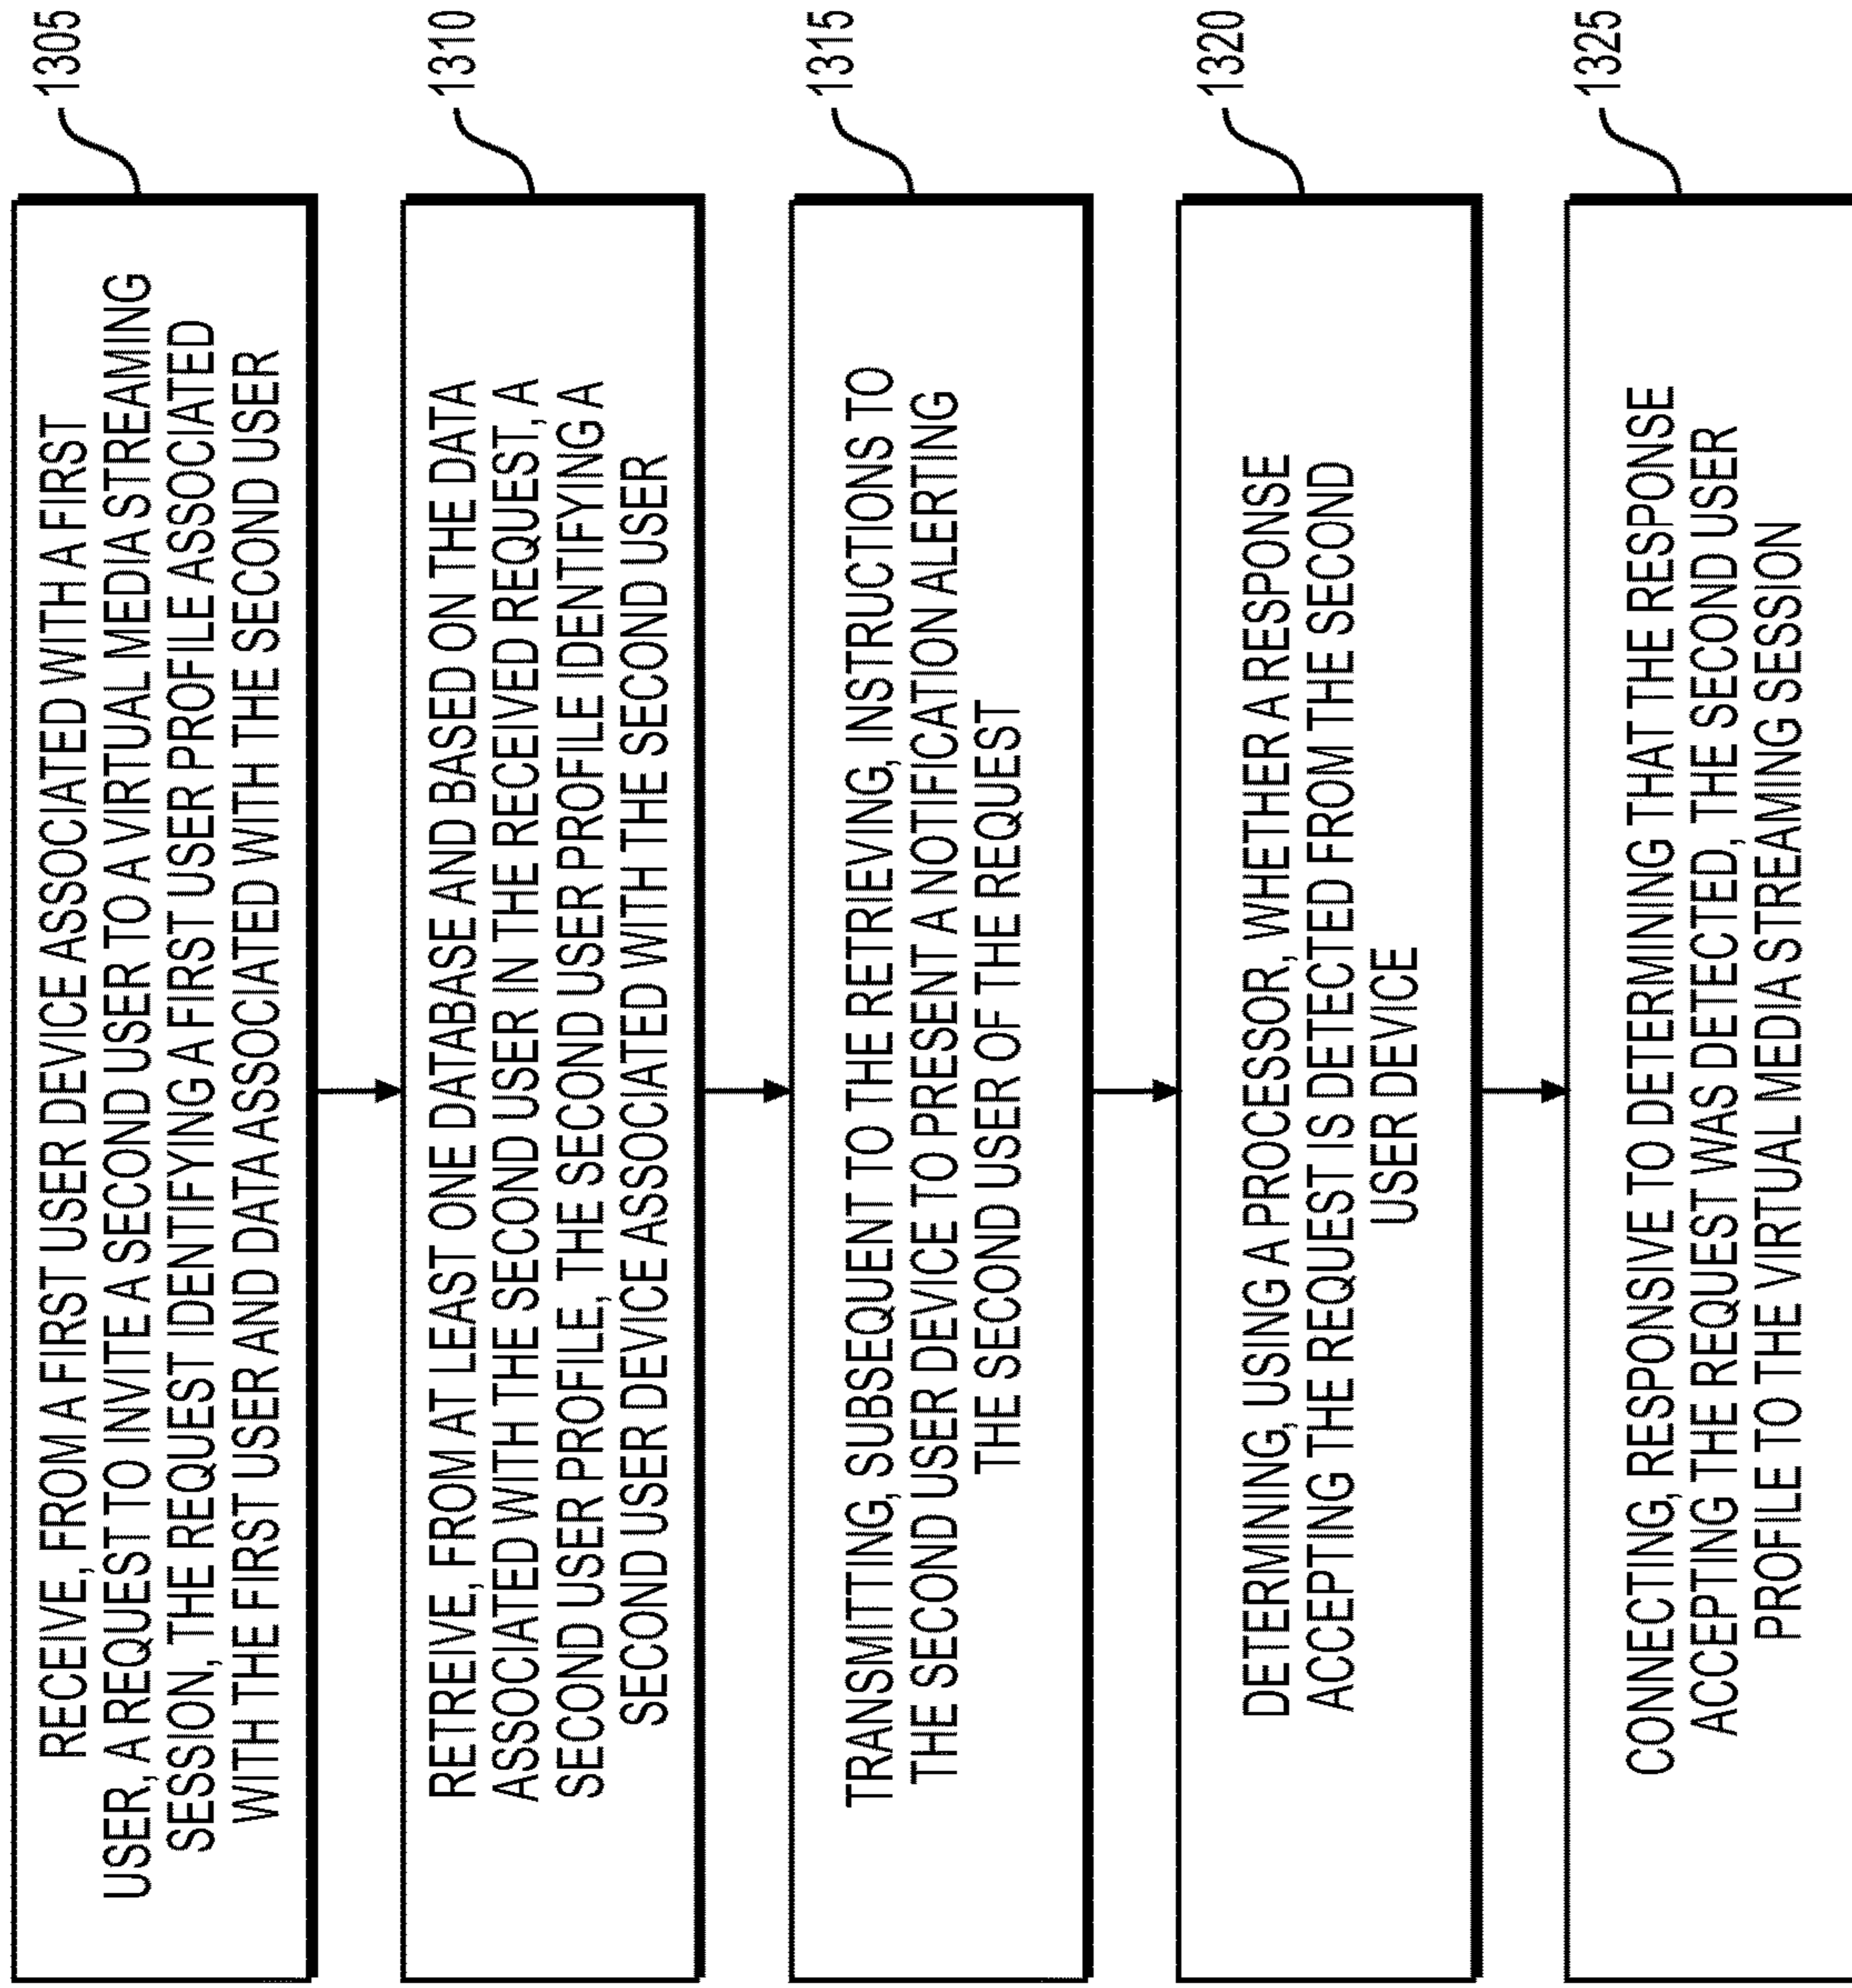 RECEIVE, FROM A FIRST USER DEVICE ASSOCIATED WITH A FIRST
USER, A REQUEST TO INVITE A SECOND USER TO A VIRTUAL MEDIA STREAMING
SESSION, THE REQUEST IDENTIFYING A FIRST USER PROFILE ASSOCIATED
WITH THE FIRST USER AND DATA ASSOCIATED WITH THE SECOND USER
1305
RETREIVE, FROM AT LEAST ONE DATABASE AND BASED ON THE DATA
ASSOCIATED WITH THE SECOND USER IN THE RECEIVED REQUEST, A
SECOND USER PROFILE, THE SECOND USER PROFILE IDENTIFYING A
SECOND USER DEVICE ASSOCIATED WITH THE SECOND USER
1310
TRANSMITTING, SUBSEQUENT TO THE RETRIEVING, INSTRUCTIONS TO
THE SECOND USER DEVICE TO PRESENT A NOTIFICATION ALERTING
THE SECOND USER OF THE REQUEST
1315
DETERMINING, USING A PROCESSOR, WHETHER A RESPONSE
ACCEPTING THE REQUEST IS DETECTED FROM THE SECOND
USER DEVICE
1320
CONNECTING, RESPONSIVE TO DETERMINING THAT THE RESPONSE
ACCEPTING THE REQUEST WAS DETECTED, THE SECOND USER
PROFILE TO THE VIRTUAL MEDIA STREAMING SESSION
1325